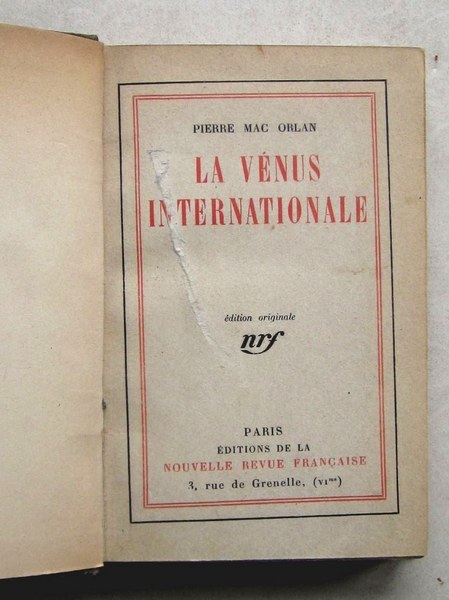 PIERRE MAC ORLAN
LA VÉNUS
INTERNATIONALE
édition originale
nrf
PARIS
ÉDITIONS DE LA
NOUVELLE REVUE FRANÇAISE
3, rue de Grenelle, (VIme)